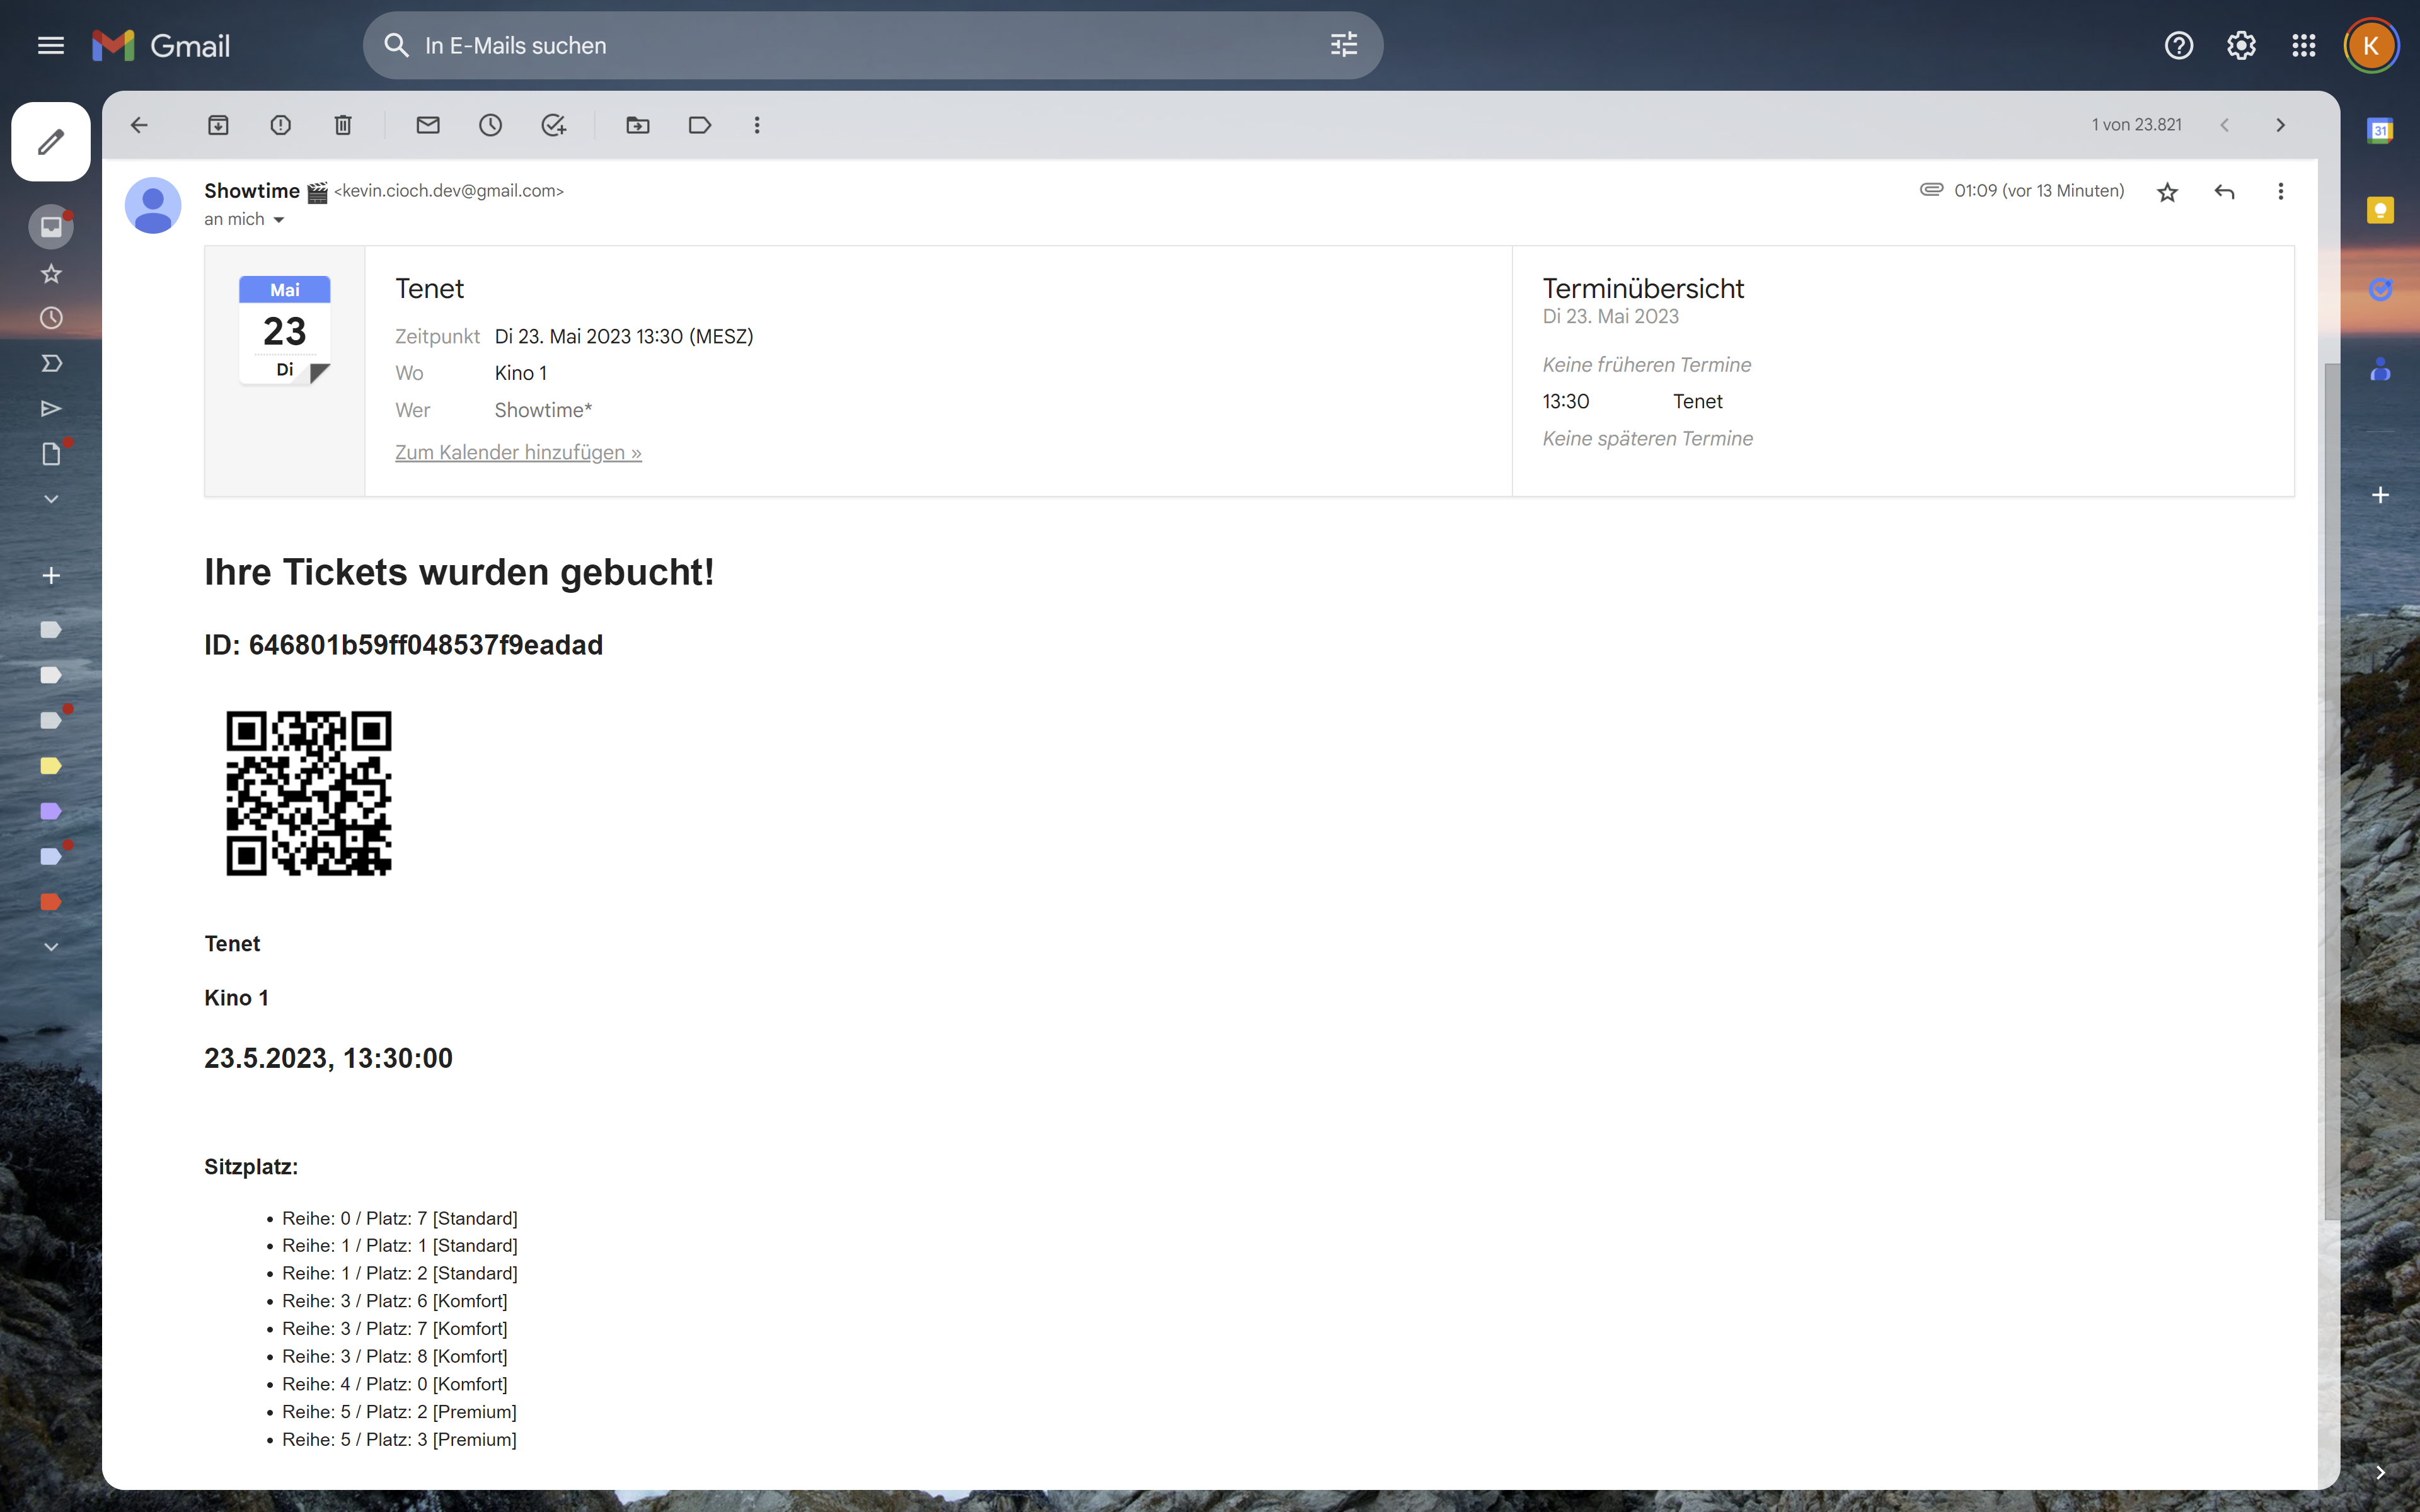 Gmail
In E-Mails suchen
K
1 von 23.821
31
Showtime 🎬 <kevin.cioch.dev@gmail.com>
01:09 (vor 13 Minuten)
an mich
Mai
23
Di
Tenet
Zeitpunkt Di 23. Mai 2023 13:30 (MESZ)
Wo Kino 1
Wer Showtime*
Zum Kalender hinzufügen »
Terminübersicht
Di 23. Mai 2023
Keine früheren Termine
13:30 Tenet
Keine späteren Termine
Ihre Tickets wurden gebucht!
ID: 646801b59ff048537f9eadad
Tenet
Kino 1
23.5.2023, 13:30:00
Sitzplatz:
• Reihe: 0 / Platz: 7 [Standard]
• Reihe: 1 / Platz: 1 [Standard]
• Reihe: 1 / Platz: 2 [Standard]
• Reihe: 3 / Platz: 6 [Komfort]
• Reihe: 3 / Platz: 7 [Komfort]
• Reihe: 3 / Platz: 8 [Komfort]
• Reihe: 4 / Platz: 0 [Komfort]
• Reihe: 5 / Platz: 2 [Premium]
• Reihe: 5 / Platz: 3 [Premium]